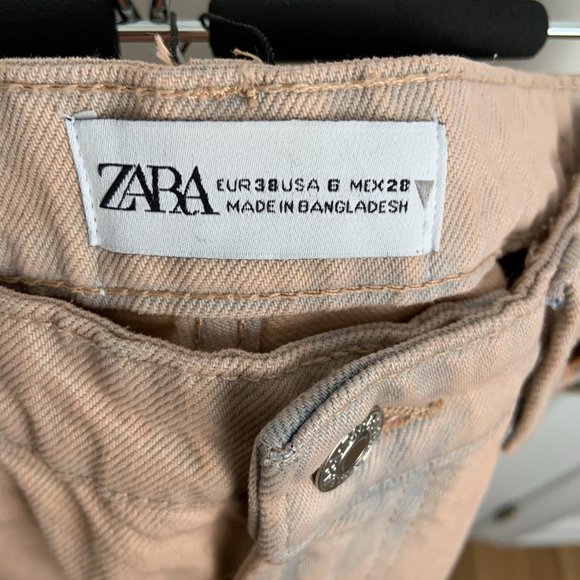 ZARA
EUR 38 USA 6 MEX 28
MADE IN BANGLADESH